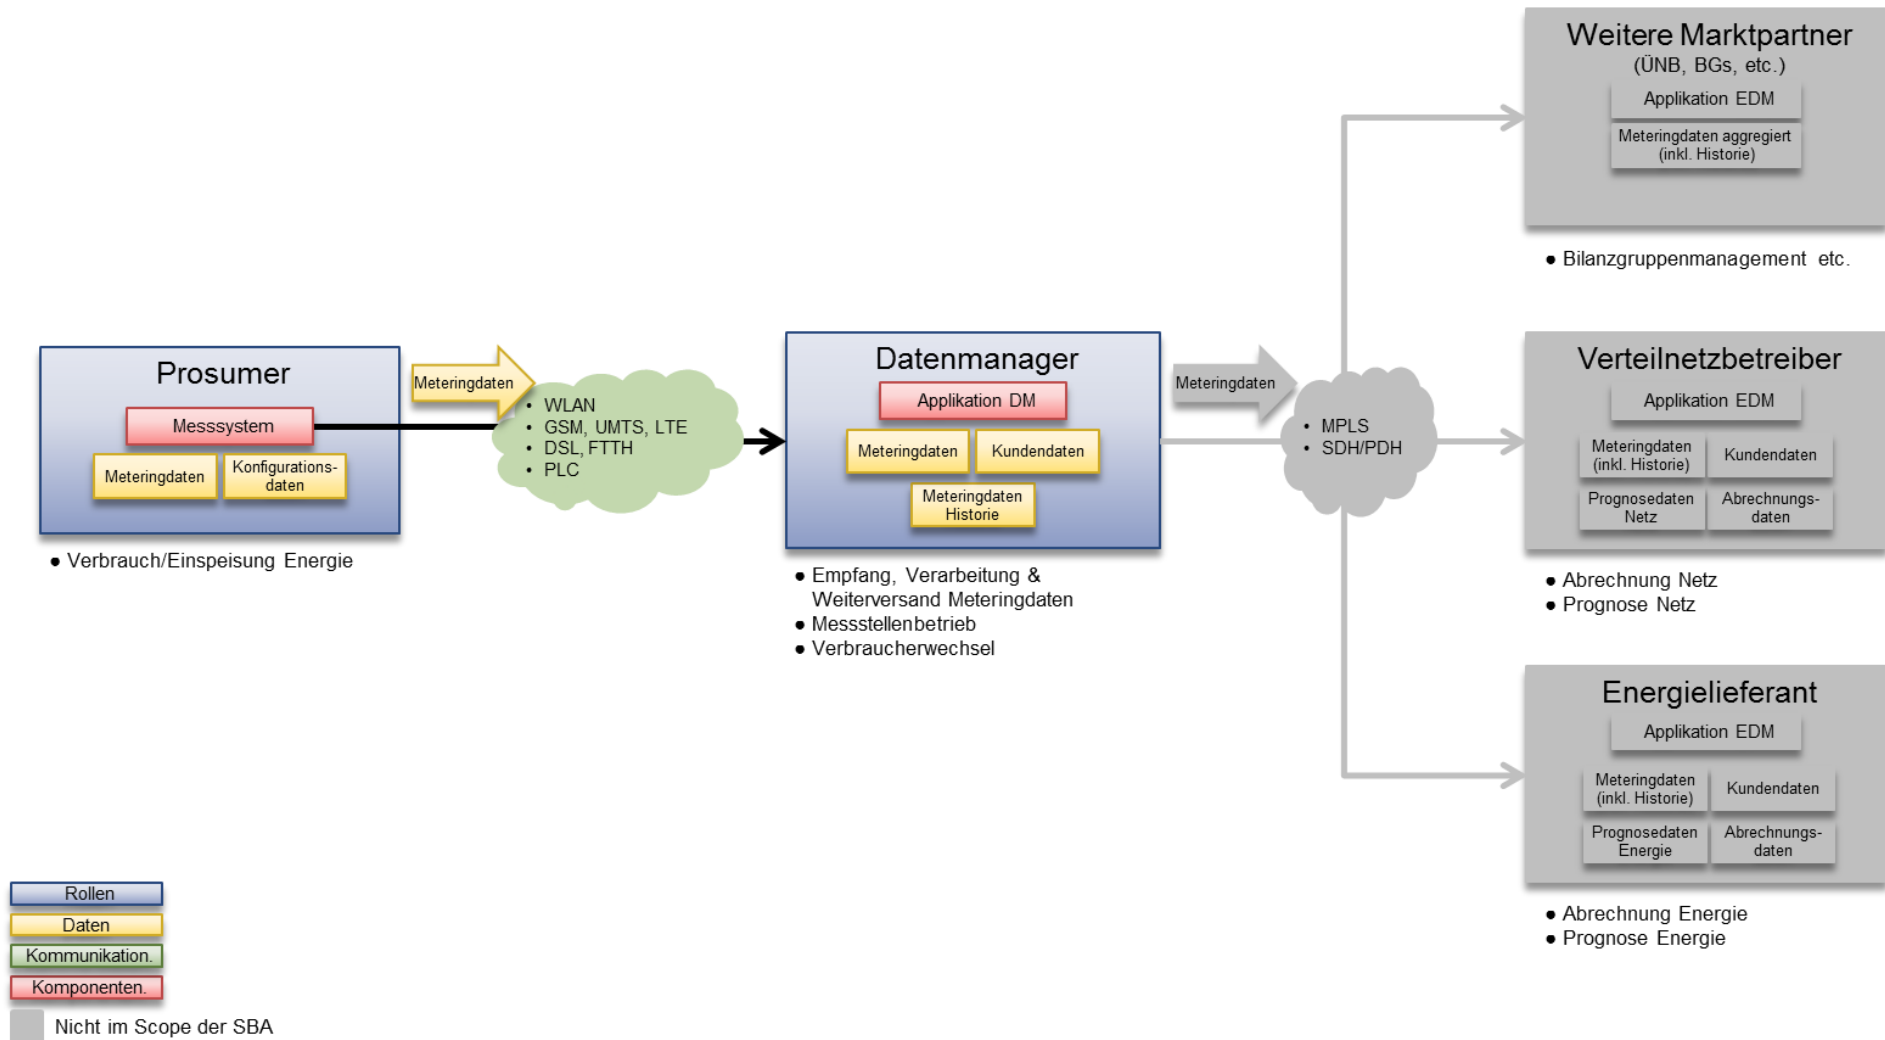 Weitere Marktpartner
(ÜNB, BGs, etc.)
Applikation EDM
Meteringdaten aggregiert
(inkl. Historie)
● Bilanzgruppenmanagement etc.
Prosumer
Messsystem
Meteringdaten
Konfigurations-
daten
● Verbrauch/Einspeisung Energie
Meteringdaten
• WLAN
• GSM, UMTS, LTE
• DSL, FTTH
• PLC
Datenmanager
Applikation DM
Meteringdaten
Kundendaten
Meteringdaten
Historie
● Empfang, Verarbeitung &
Weiterversand Meteringdaten
● Messstellenbetrieb
● Verbraucherwechsel
Meteringdaten
• MPLS
• SDH/PDH
Verteilnetzbetreiber
Applikation EDM
Meteringdaten
(inkl. Historie)
Kundendaten
Prognosedaten
Netz
Abrechnungs-
daten
● Abrechnung Netz
● Prognose Netz
Energielieferant
Applikation EDM
Meteringdaten
(inkl. Historie)
Kundendaten
Prognosedaten
Energie
Abrechnungs-
daten
● Abrechnung Energie
● Prognose Energie
Rollen
Daten
Kommunikation.
Komponenten.
Nicht im Scope der SBA